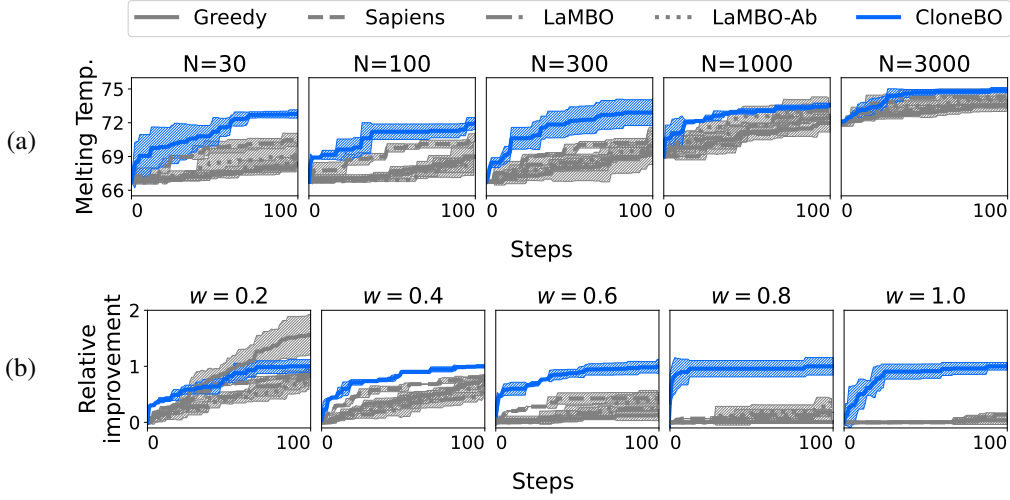 Greedy Sapiens LaMBO LaMBO-Ab CloneBO
N=30 N=100 N=300 N=1000 N=3000
(a)
Melting Temp.
75
72
69
66
0 100 0 100 0 100 0 100 0 100
Steps
w = 0.2 w = 0.4 w = 0.6 w = 0.8 w = 1.0
(b)
Relative
improvement
2
1
0
0 100 0 100 0 100 0 100 0 100
Steps